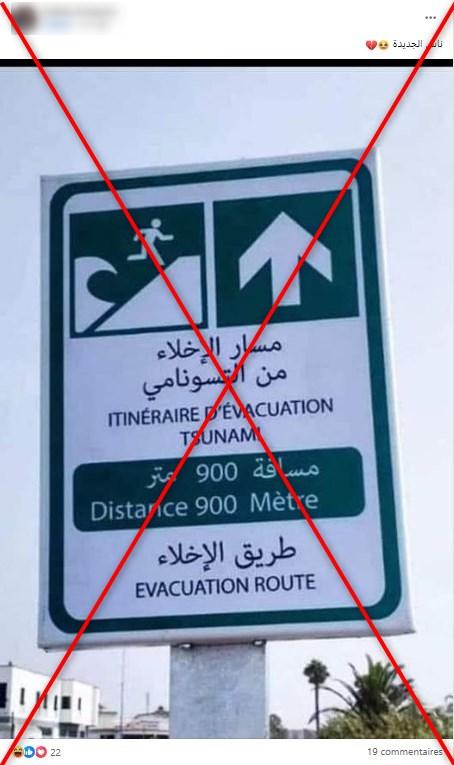 الجديدة
مسار الإخلاء
من التسونامي
ITINÉRAIRE D'ÉVACUATION
TSUNAMI
مسافة 900 متر
Distance 900 Mètre
طريق الإخلاء
EVACUATION ROUTE
22
19 commentaires